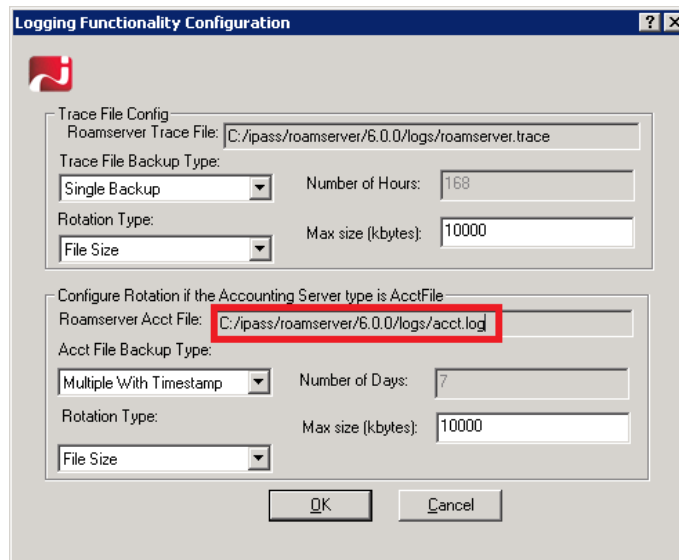 Logging Functionality Configuration
Trace File Config
Roamserver Trace File: C:/ipass/roamserver/6.0.0/logs/roamserver.trace
Trace File Backup Type:
Single Backup
Number of Hours: 168
Rotation Type:
File Size
Max size (kbytes): 10000
Configure Rotation if the Accounting Server type is AcctFile
Roamserver Acct File: C:/ipass/roamserver/6.0.0/logs/acct.log
Acct File Backup Type:
Multiple With Timestamp
Number of Days: 7
Rotation Type:
File Size
Max size (kbytes): 10000
OK Cancel